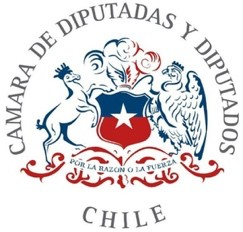 CAMARA DE DIPUTADAS Y DIPUTADOS
POR LA RAZON O LA FUERZA
CHILE